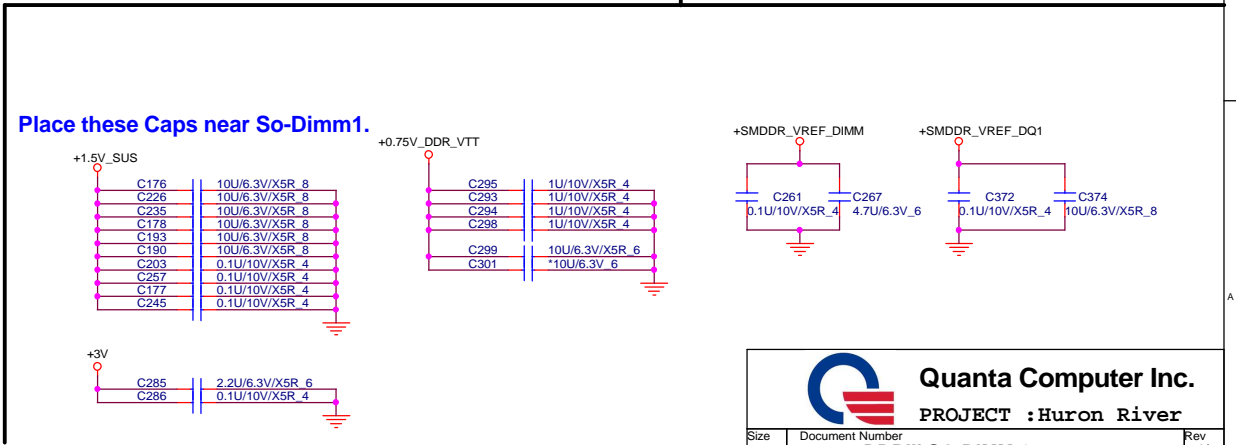 Place these Caps near So-Dimm1.
+1.5V_SUS
C176 10U/6.3V/X5R_8
C226 10U/6.3V/X5R_8
C235 10U/6.3V/X5R_8
C178 10U/6.3V/X5R_8
C193 10U/6.3V/X5R_8
C190 10U/6.3V/X5R_8
C203 0.1U/10V/X5R_4
C257 0.1U/10V/X5R_4
C177 0.1U/10V/X5R_4
C245 0.1U/10V/X5R_4
+3V
C285 2.2U/6.3V/X5R_6
C286 0.1U/10V/X5R_4
+0.75V_DDR_VTT
C295 1U/10V/X5R_4
C293 1U/10V/X5R_4
C294 1U/10V/X5R_4
C298 1U/10V/X5R_4
C299 10U/6.3V/X5R_6
C301 *10U/6.3V_6
+SMDDR_VREF_DIMM
C261
0.1U/10V/X5R_4
C267
4.7U/6.3V_6
+SMDDR_VREF_DQ1
C372
0.1U/10V/X5R_4
C374
10U/6.3V/X5R_8
A
Quanta Computer Inc.
PROJECT :Huron River
Size
Document Number
Rev